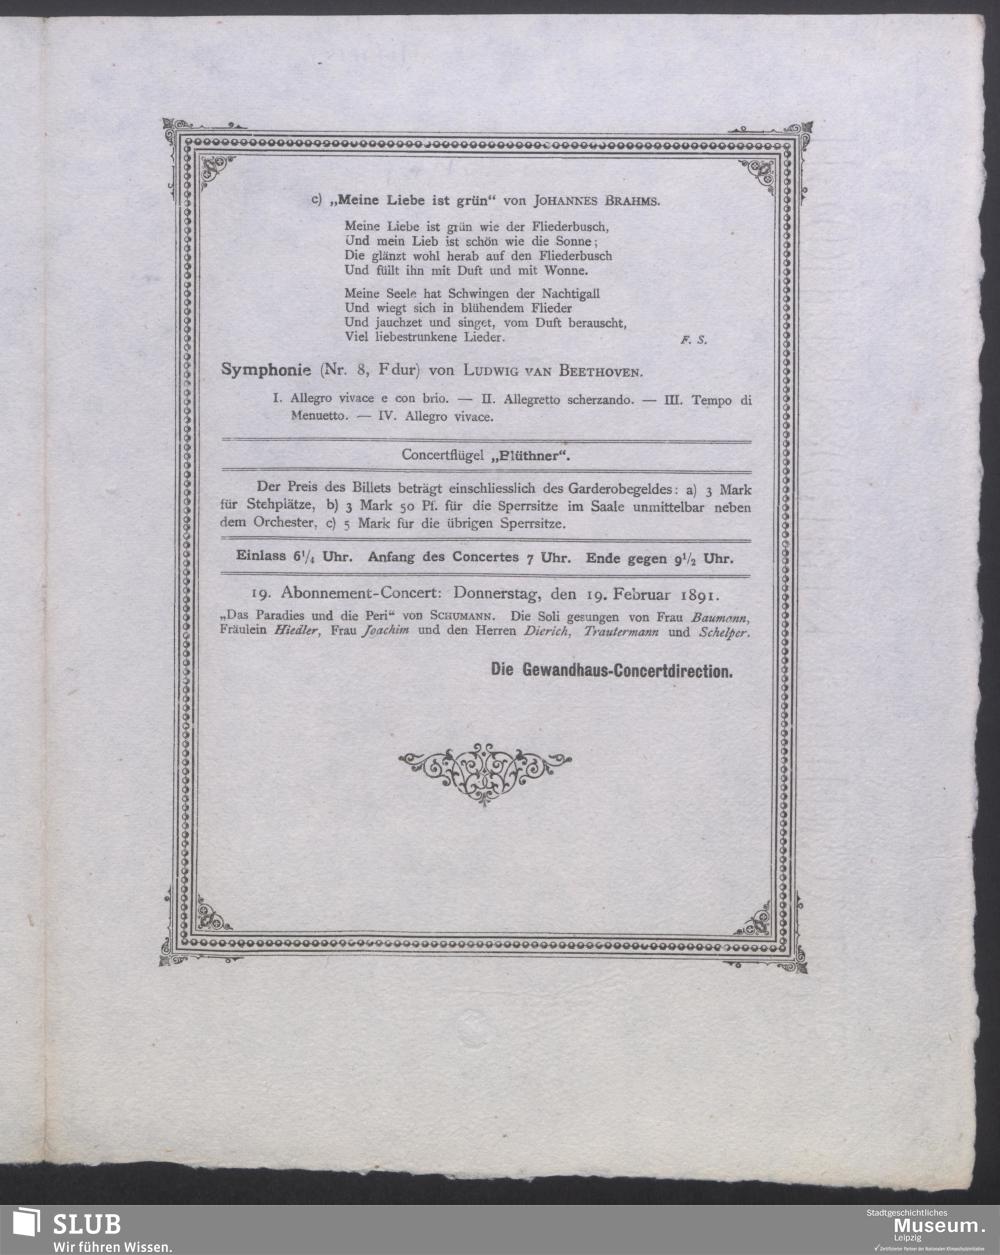 c) „Meine Liebe ist grün“ von JOHANNES BRAHMS.
Meine Liebe ist grün wie der Fliederbusch,
Und mein Lieb ist schön wie die Sonne;
Die glänzt wohl herab auf den Fliederbusch
Und füllt ihn mit Duft und mit Wonne.
Meine Seele hat Schwingen der Nachtigall
Und wiegt sich in blühendem Flieder
Und jauchzet und singet, vom Duft berauscht,
Viel liebestrunkene Lieder. F. S.
Symphonie (Nr. 8, F dur) von LUDWIG VAN BEETHOVEN.
I. Allegro vivace e con brio. — II. Allegretto scherzando. — III. Tempo di
Menuetto. — IV. Allegro vivace.
Concertflügel „Blüthner“.
Der Preis des Billets beträgt einschliesslich des Garderobegeldes: a) 3 Mark
für Stehplätze, b) 3 Mark 50 Pf. für die Sperrsitze im Saale unmittelbar neben
dem Orchester, c) 5 Mark für die übrigen Sperrsitze.
Einlass 6¹/₄ Uhr. Anfang des Concertes 7 Uhr. Ende gegen 9¹/₂ Uhr.
19. Abonnement-Concert: Donnerstag, den 19. Februar 1891.
„Das Paradies und die Peri“ von SCHUMANN. Die Soli gesungen von Frau Baumann,
Fräulein Hiedler, Frau Joachim und den Herren Dierich, Trautermann und Schelper.
Die Gewandhaus-Concertdirection.
SLUB
Wir führen Wissen.
Stadtgeschichtliches
Museum.
Leipzig
Zertifizierter Partner der Nationalen Klimaschutzinitiative